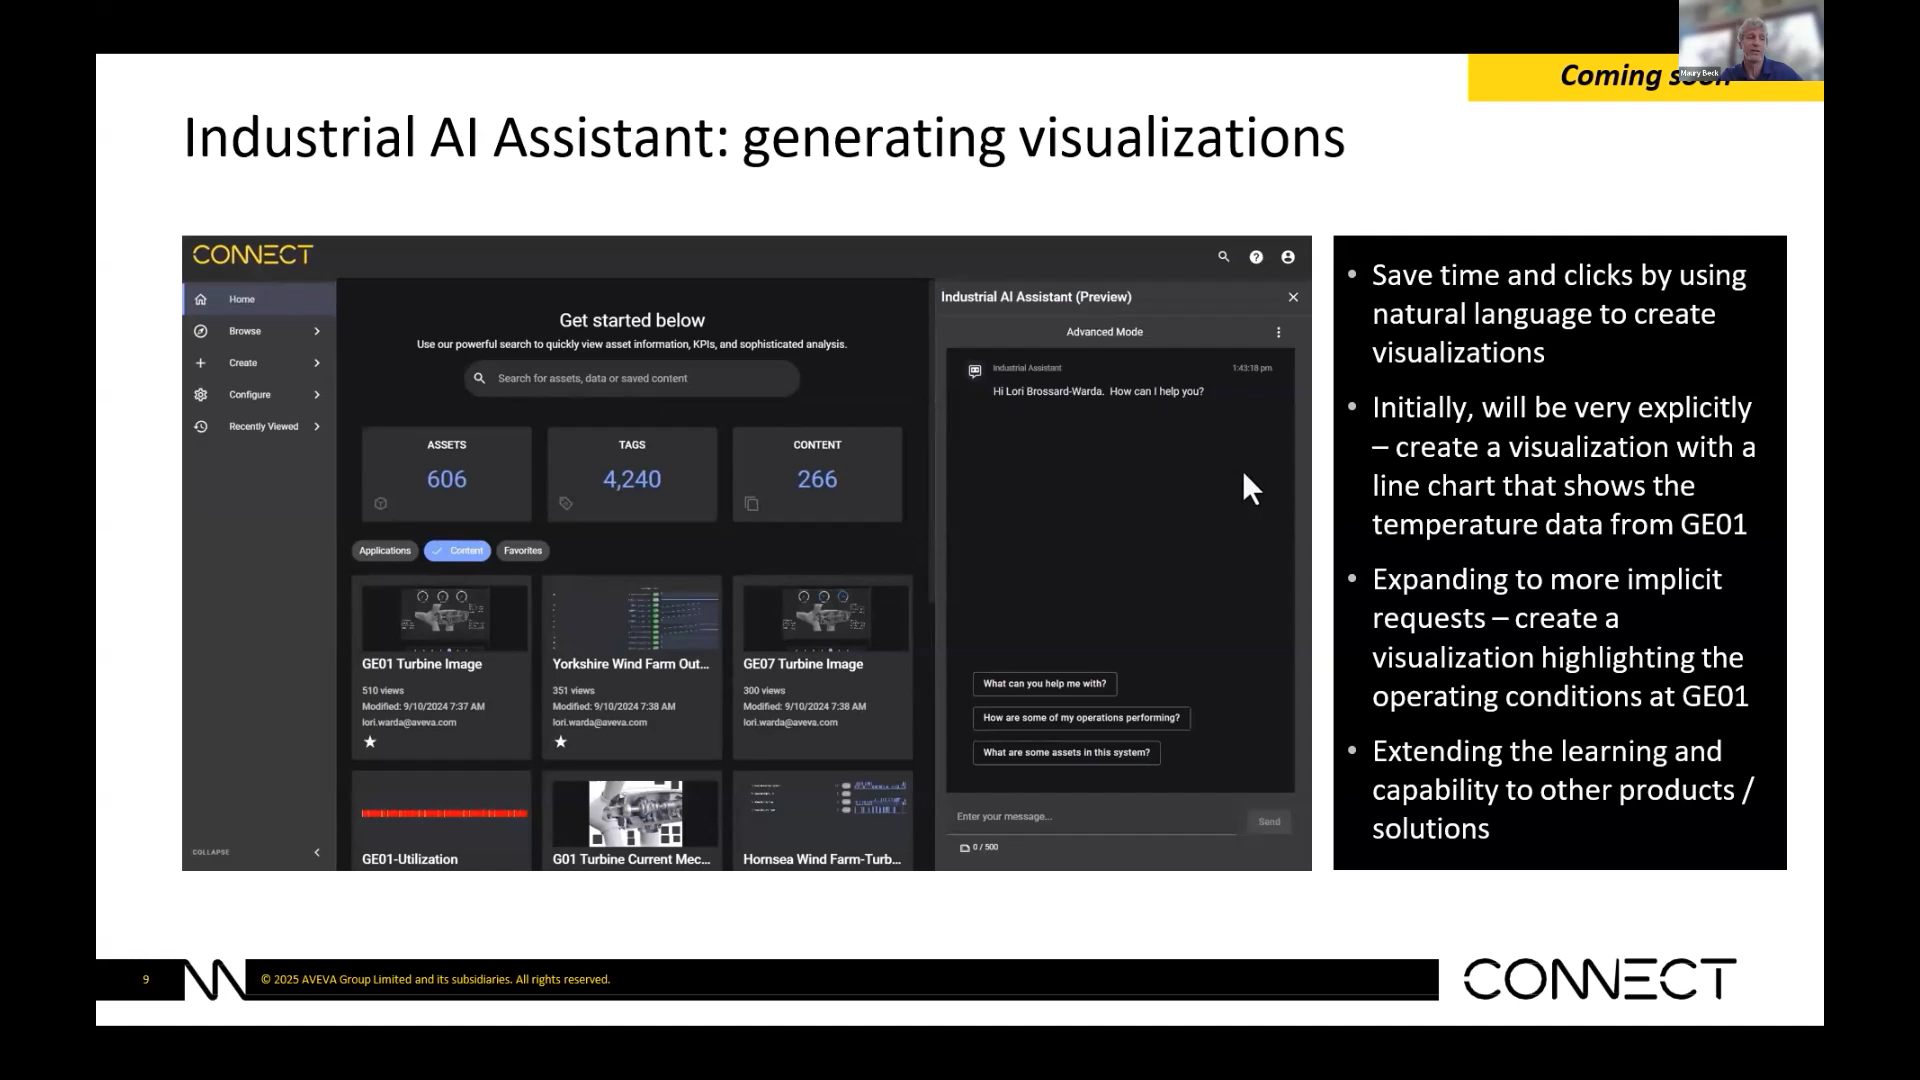 Maury Beck
Coming soon
Industrial AI Assistant: generating visualizations
CONNECT
Home
Browse
Create
Configure
Recently Viewed
COLLAPSE
Get started below
Use our powerful search to quickly view asset information, KPIs, and sophisticated analysis.
Search for assets, data or saved content
ASSETS
606
TAGS
4,240
CONTENT
266
Applications
Content
Favorites
GE01 Turbine Image
510 views
Modified: 9/10/2024 7:37 AM
lori.warda@aveva.com
Yorkshire Wind Farm Out...
351 views
Modified: 9/10/2024 7:38 AM
lori.warda@aveva.com
GE07 Turbine Image
300 views
Modified: 9/10/2024 7:38 AM
lori.warda@aveva.com
GE01-Utilization
G01 Turbine Current Mec...
Hornsea Wind Farm-Turb...
Industrial AI Assistant (Preview)
Advanced Mode
Industrial Assistant
1:43:18 pm
Hi Lori Brossard-Warda. How can I help you?
What can you help me with?
How are some of my operations performing?
What are some assets in this system?
Enter your message...
Send
0 / 500
• Save time and clicks by using
natural language to create
visualizations
• Initially, will be very explicitly
– create a visualization with a
line chart that shows the
temperature data from GE01
• Expanding to more implicit
requests – create a
visualization highlighting the
operating conditions at GE01
• Extending the learning and
capability to other products /
solutions
9
© 2025 AVEVA Group Limited and its subsidiaries. All rights reserved.
CONNECT